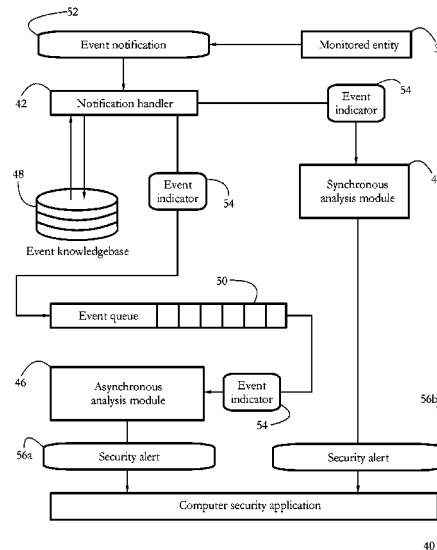 52
Event notification
Monitored entity
3
42
Notification handler
Event indicator
54
48
Event knowledgebase
Event indicator
54
Synchronous analysis module
4
50
Event queue
46
Asynchronous analysis module
Event indicator
54
56a
Security alert
56b
Security alert
Computer security application
40